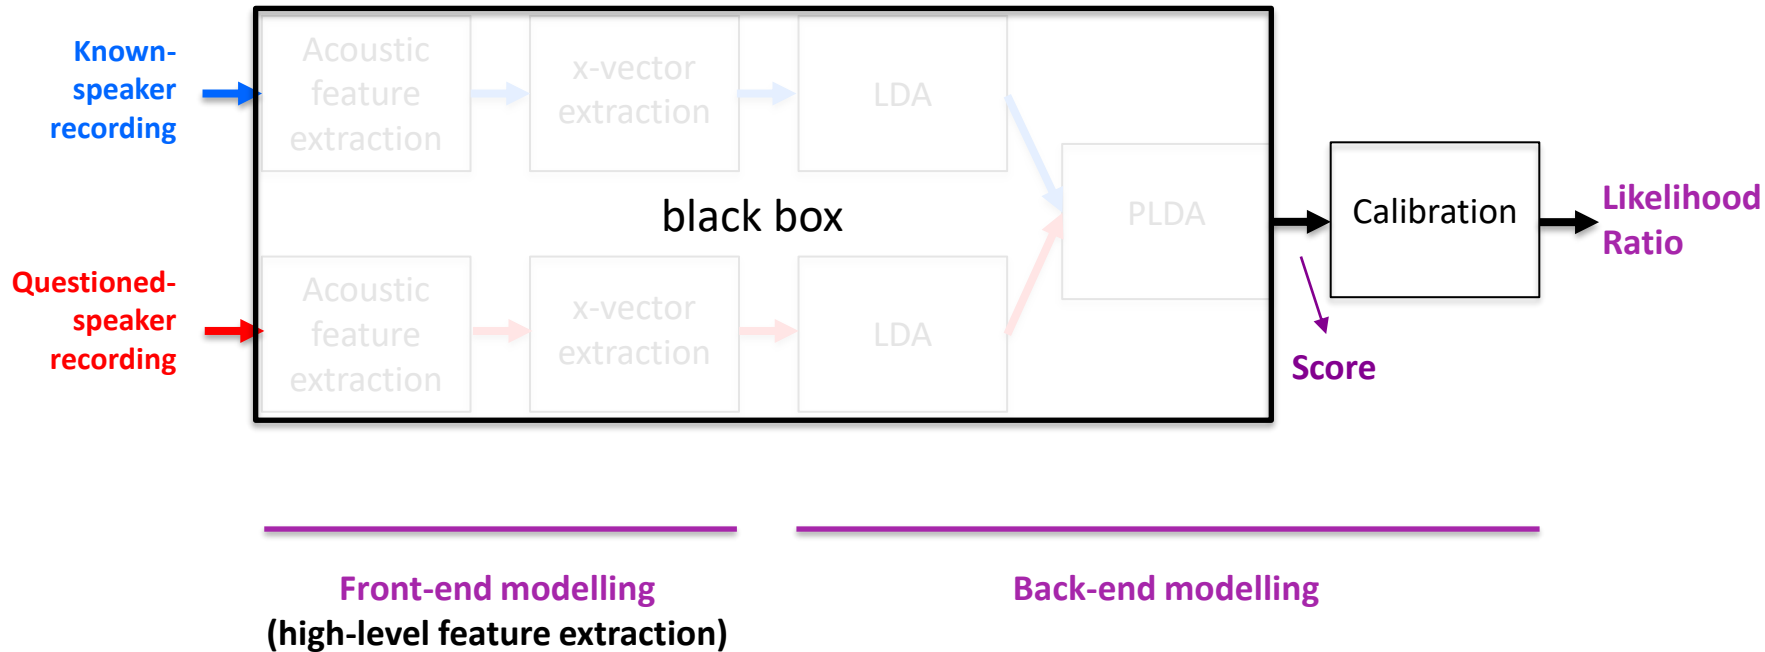 Known-
speaker
recording
Acoustic
feature
extraction
x-vector
extraction
LDA
black box
PLDA
Calibration
Likelihood
Ratio
Questioned-
speaker
recording
Acoustic
feature
extraction
x-vector
extraction
LDA
Score
Front-end modelling
(high-level feature extraction)
Back-end modelling